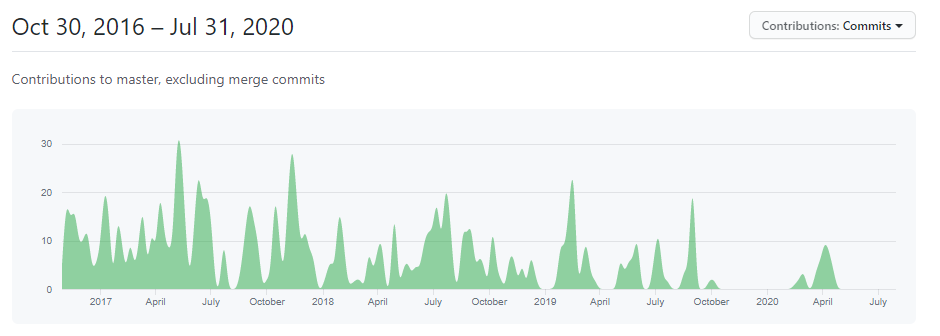 Oct 30, 2016 – Jul 31, 2020
Contributions: Commits
Contributions to master, excluding merge commits
30
20
10
0
2017 April July October 2018 April July October 2019 April July October 2020 April July